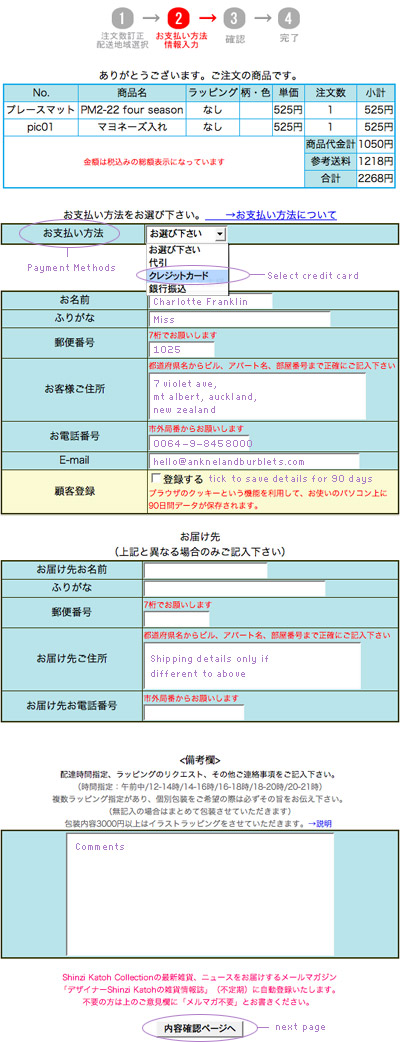 1 → 2 → 3 → 4
注文数訂正
配送地域選択
お支払い方法
情報入力
確認
完了
ありがとうございます。ご注文の商品です。
No. 商品名 ラッピング 柄・色 単価 注文数 小計
プレースマット PM2-22 four season なし 525円 1 525円
pic01 マヨネーズ入れ なし 525円 1 525円
金額は税込みの総額表示になっています
商品代金計 1050円
参考送料 1218円
合計 2268円
お支払い方法をお選び下さい。 →お支払い方法について
お支払い方法 お選び下さい
お選び下さい
代引
クレジットカード
銀行振込
Payment Methods
Select credit card
お名前 Charlotte Franklin
ふりがな Miss
郵便番号 7桁でお願いします
1025
お客様ご住所 都道府県名からビル、アパート名、部屋番号まで正確にご記入下さい
7 violet ave,
mt albert, auckland,
new zealand
お電話番号 市外局番からお願いします
0064-9-8458000
E-mail hello@anknelandburblets.com
顧客登録 登録する tick to save details for 90 days
ブラウザのクッキーという機能を利用して、お使いのパソコン上に
90日間データが保存されます。
お届け先
(上記と異なる場合のみご記入下さい)
お届け先お名前
ふりがな
郵便番号 7桁でお願いします
お届け先ご住所 都道府県名からビル、アパート名、部屋番号まで正確にご記入下さい
Shipping details only if
different to above
お届け先お電話番号 市外局番からお願いします
<備考欄>
配達時間指定、ラッピングのリクエスト、その他ご連絡事項をご記入下さい。
(時間指定:午前中/12-14時/14-16時/16-18時/18-20時/20-21時)
複数ラッピング指定があり、個別包装をご希望の際は必ずその旨をお伝え下さい。
(無記入の場合はまとめて包装させていただきます)
包装内容3000円以上はイラストラッピングをさせていただきます。→説明
Comments
Shinzi Katoh Collectionの最新雑貨、ニュースをお届けするメールマガジン
「デザイナーShinzi Katohの雑貨情報誌」(不定期)に自動登録いたします。
不要の方は上のご意見欄に「メルマガ不要」とお書きください。
内容確認ページへ
next page